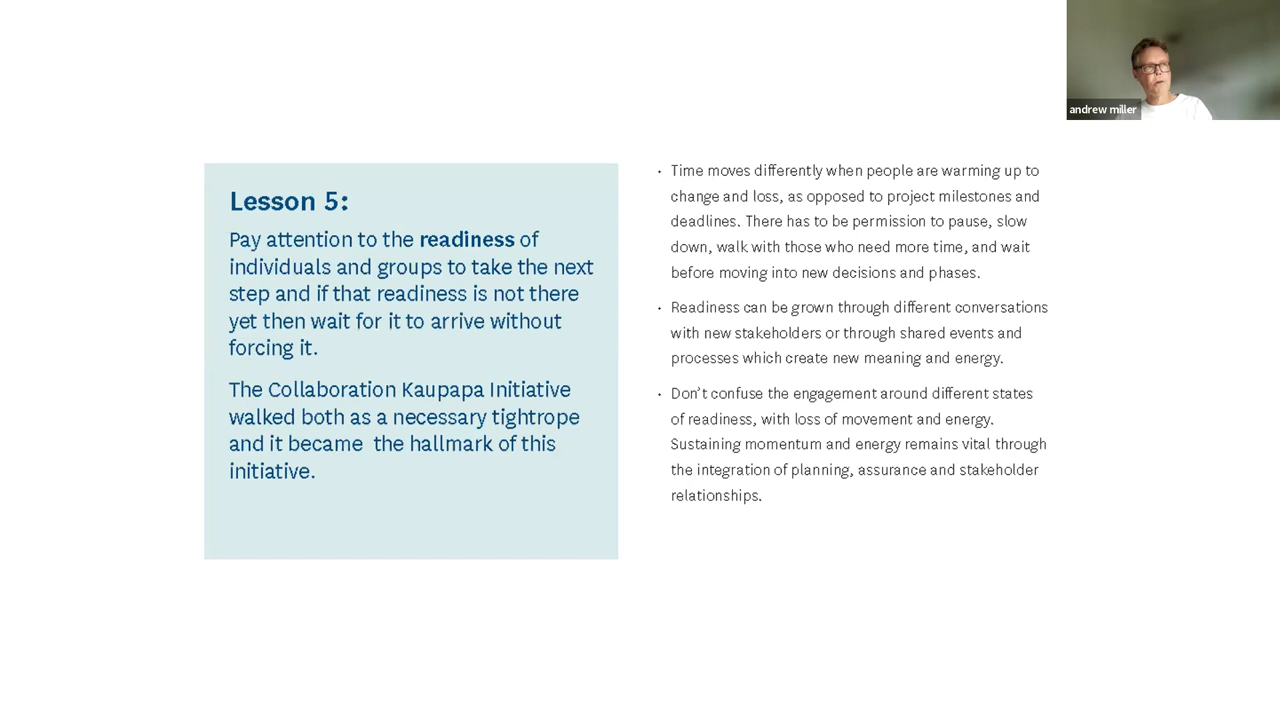 andrew miller
Lesson 5:
Pay attention to the readiness of
individuals and groups to take the next
step and if that readiness is not there
yet then wait for it to arrive without
forcing it.
The Collaboration Kaupapa Initiative
walked both as a necessary tightrope
and it became  the hallmark of this
initiative.
• Time moves differently when people are warming up to
change and loss, as opposed to project milestones and
deadlines. There has to be permission to pause, slow
down, walk with those who need more time, and wait
before moving into new decisions and phases.
• Readiness can be grown through different conversations
with new stakeholders or through shared events and
processes which create new meaning and energy.
• Don’t confuse the engagement around different states
of readiness, with loss of movement and energy.
Sustaining momentum and energy remains vital through
the integration of planning, assurance and stakeholder
relationships.